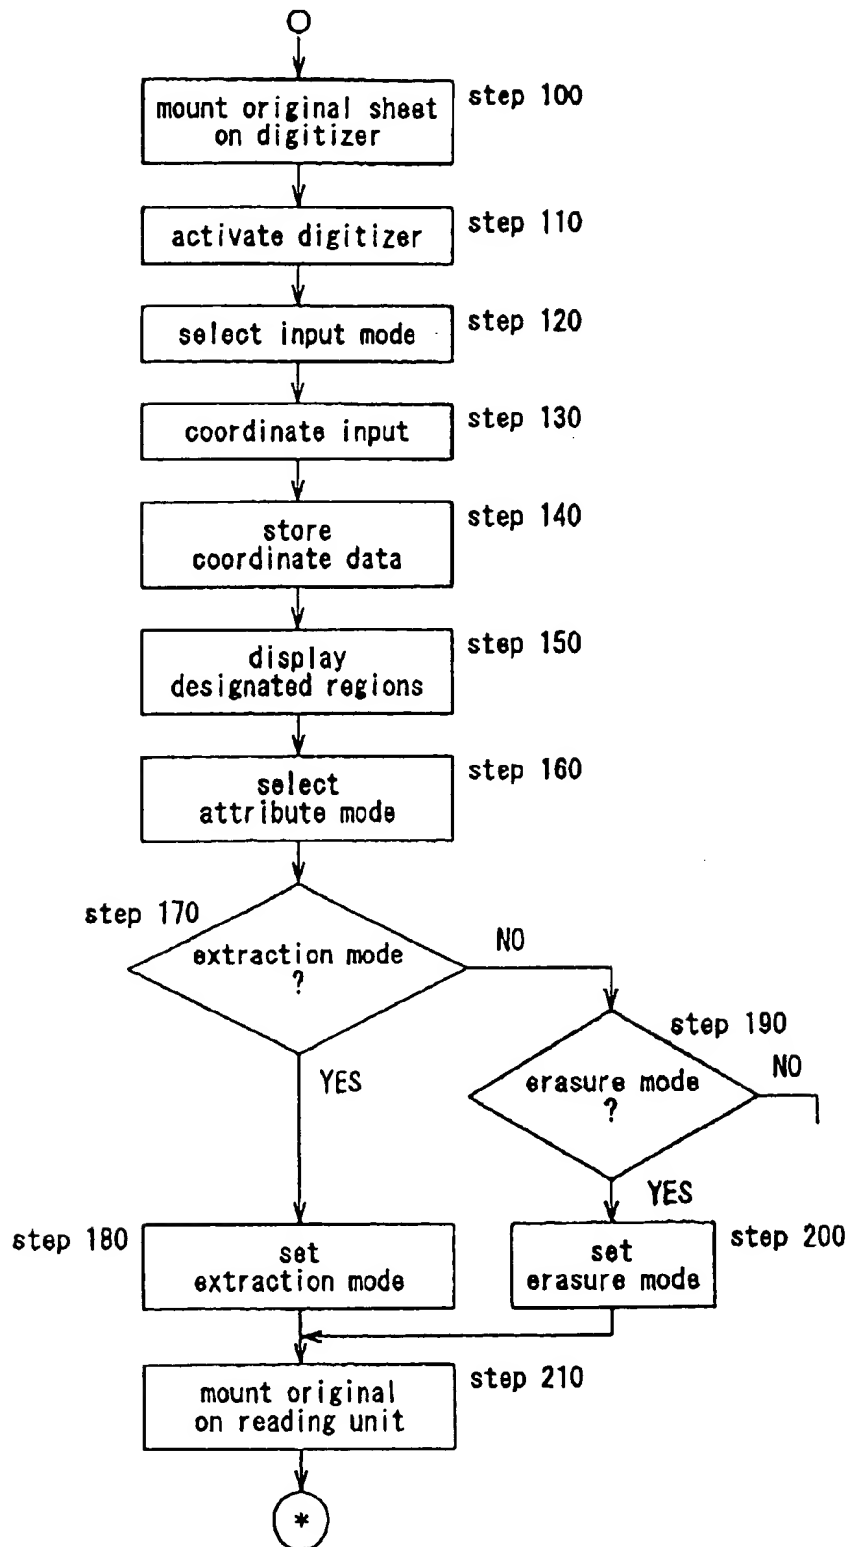 mount original sheet
on digitizer
step 100
activate digitizer
step 110
select input mode
step 120
coordinate input
step 130
store
coordinate data
step 140
display
designated regions
step 150
select
attribute mode
step 160
step 170
extraction mode
?
NO
YES
step 190
erasure mode
?
NO
YES
step 180
set
extraction mode
set
erasure mode
step 200
mount original
on reading unit
step 210
*